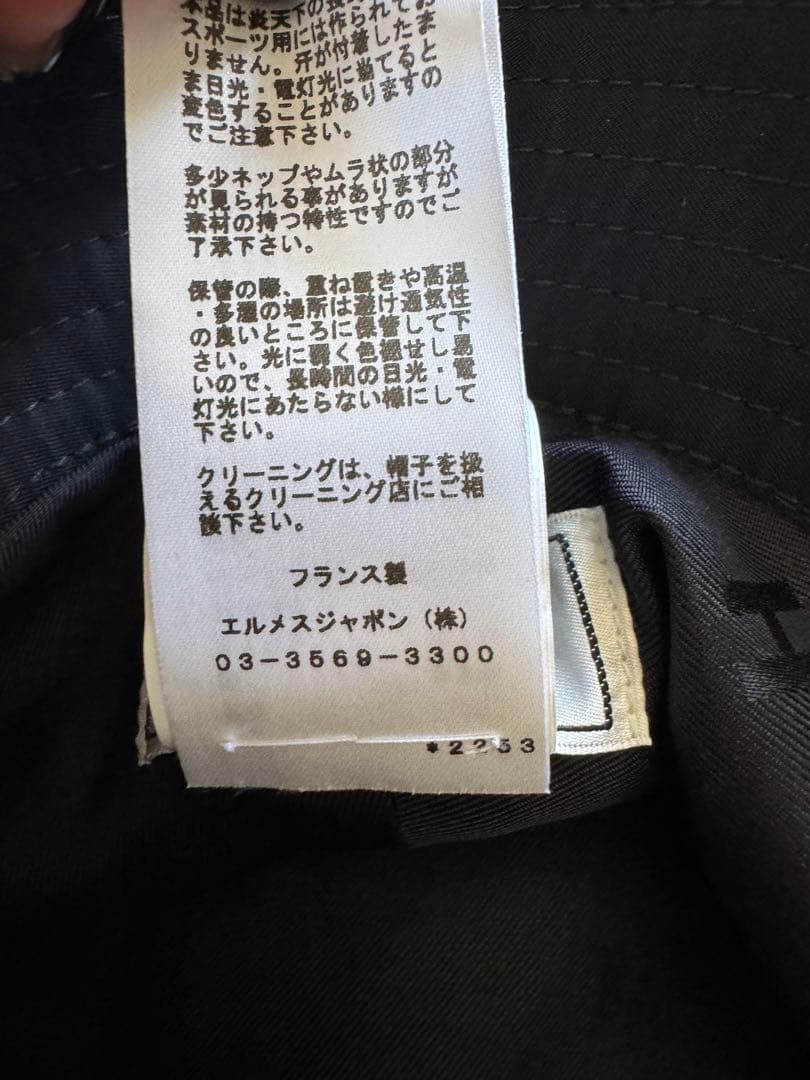 本品は炎天下の長
スポーツ用には作られてお
りません。汗が付着したま
ま日光・電灯光に当てると
変色することがありますの
でご注意下さい。
多少ネップやムラ状の部分
が見られる事がありますが
素材の持つ特性ですのでご
了承下さい。
保管の際、重ね置きや高温
・多湿の場所は避け通気性
の良いところに保管して下
さい。光に弱く色褪せし易
いので、長時間の日光・電
灯光にあたらない様にして
下さい。
クリーニングは、帽子を扱
えるクリーニング店にご相
談下さい。
フランス製
エルメスジャポン（株）
03-3569-3300
*2253